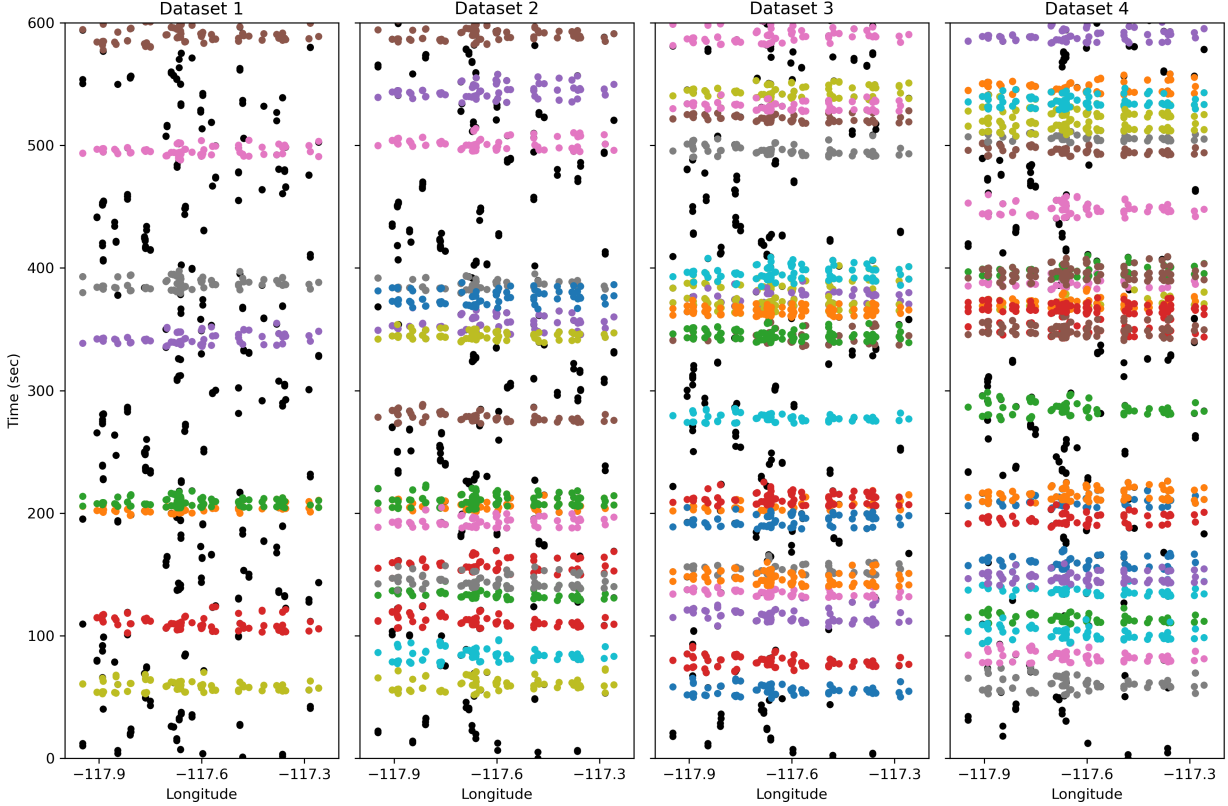 Dataset 1
Dataset 2
Dataset 3
Dataset 4
600
500
400
300
200
100
0
Time (sec)
−117.9 −117.6 −117.3
−117.9 −117.6 −117.3
−117.9 −117.6 −117.3
−117.9 −117.6 −117.3
Longitude
Longitude
Longitude
Longitude